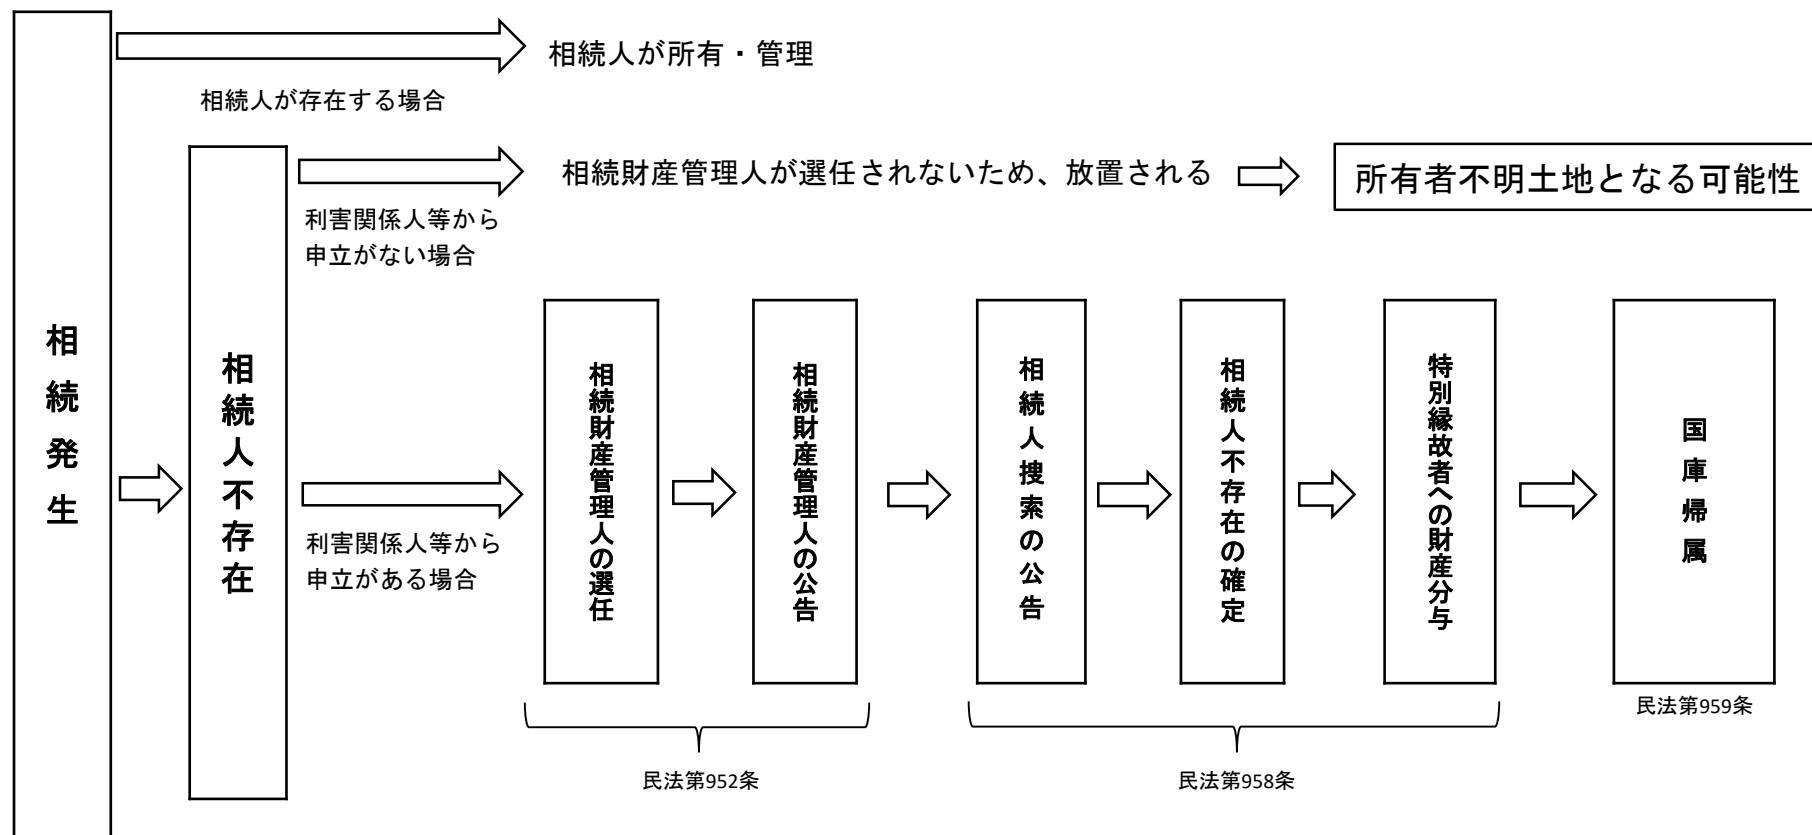 相続発生
相続人が所有・管理
相続人が存在する場合
相続人不存在
相続財産管理人が選任されないため、放置される
所有者不明土地となる可能性
利害関係人等から
申立がない場合
利害関係人等から
申立がある場合
相続財産管理人の選任
相続財産管理人の公告
相続人捜索の公告
相続人不存在の確定
特別縁故者への財産分与
国庫帰属
民法第952条
民法第958条
民法第959条